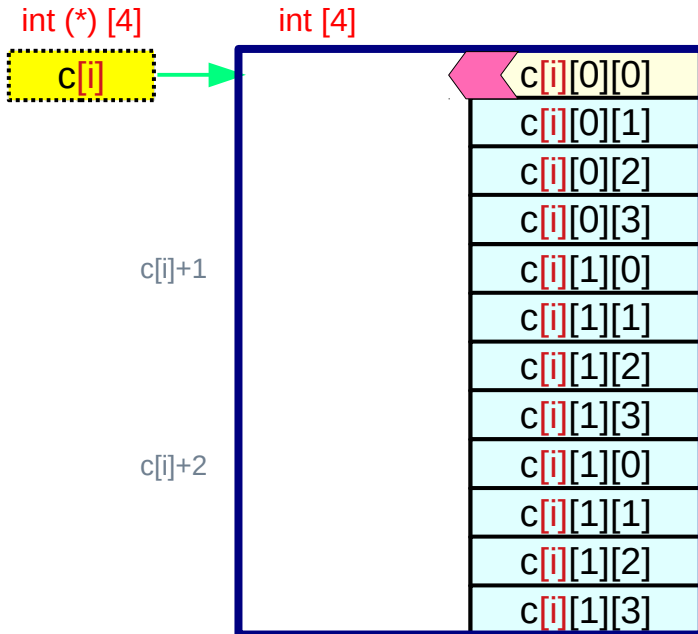 int (*) [4] int [4]
c[i] c[i][0][0]
c[i][0][1]
c[i][0][2]
c[i][0][3]
c[i]+1 c[i][1][0]
c[i][1][1]
c[i][1][2]
c[i][1][3]
c[i]+2 c[i][1][0]
c[i][1][1]
c[i][1][2]
c[i][1][3]